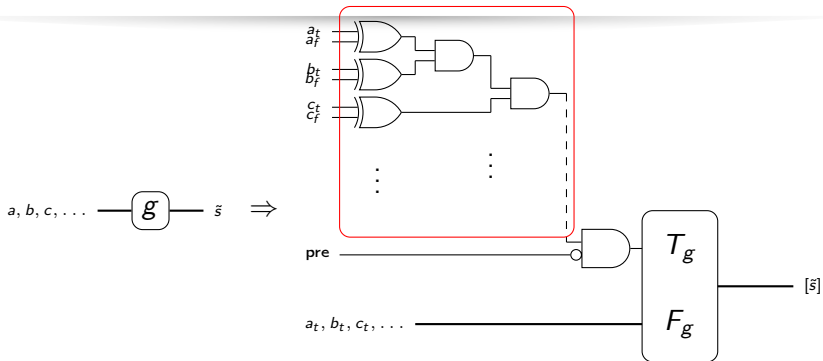 a_t
a_f
b_t
b_f
c_t
c_f
a, b, c, . . .
g
s̃
⇒
pre
T_g
F_g
[s̃]
a_t, b_t, c_t, . . .